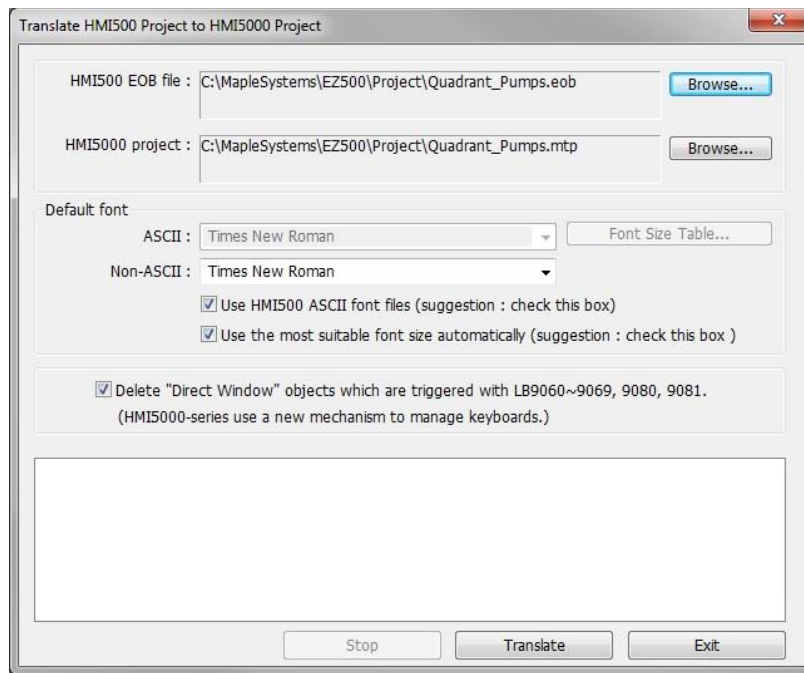 Translate HMI500 Project to HMI5000 Project
HMI500 EOB file : C:\MapleSystems\EZ500\Project\Quadrant_Pumps.eob Browse...
HMI5000 project : C:\MapleSystems\EZ500\Project\Quadrant_Pumps.mtp Browse...
Default font
ASCII : Times New Roman Font Size Table...
Non-ASCII : Times New Roman
Use HMI500 ASCII font files (suggestion : check this box)
Use the most suitable font size automatically (suggestion : check this box )
Delete "Direct Window" objects which are triggered with LB9060~9069, 9080, 9081.
(HMI5000-series use a new mechanism to manage keyboards.)
Stop Translate Exit